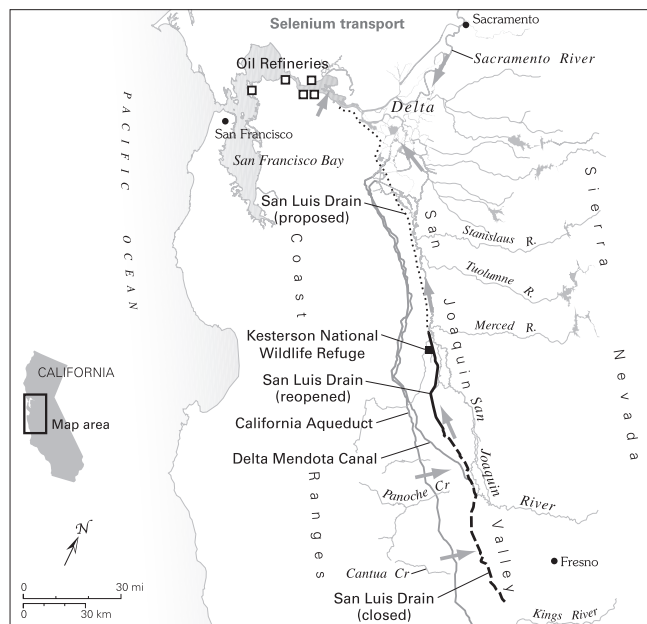 Selenium transport
Sacramento
Oil Refineries
Sacramento River
Delta
PACIFIC OCEAN
San Francisco
San Francisco Bay
Sierra Nevada
San Luis Drain
(proposed)
Stanislaus R.
Coast Ranges
San Joaquin Valley
Tuolumne R.
Merced R.
Kesterson National
Wildlife Refuge
CALIFORNIA
San Luis Drain
(reopened)
Map area
California Aqueduct
San Joaquin River
Delta Mendota Canal
Panoche Cr
N
Fresno
Cantua Cr
0 30 mi
0 30 km
San Luis Drain
(closed)
Kings River